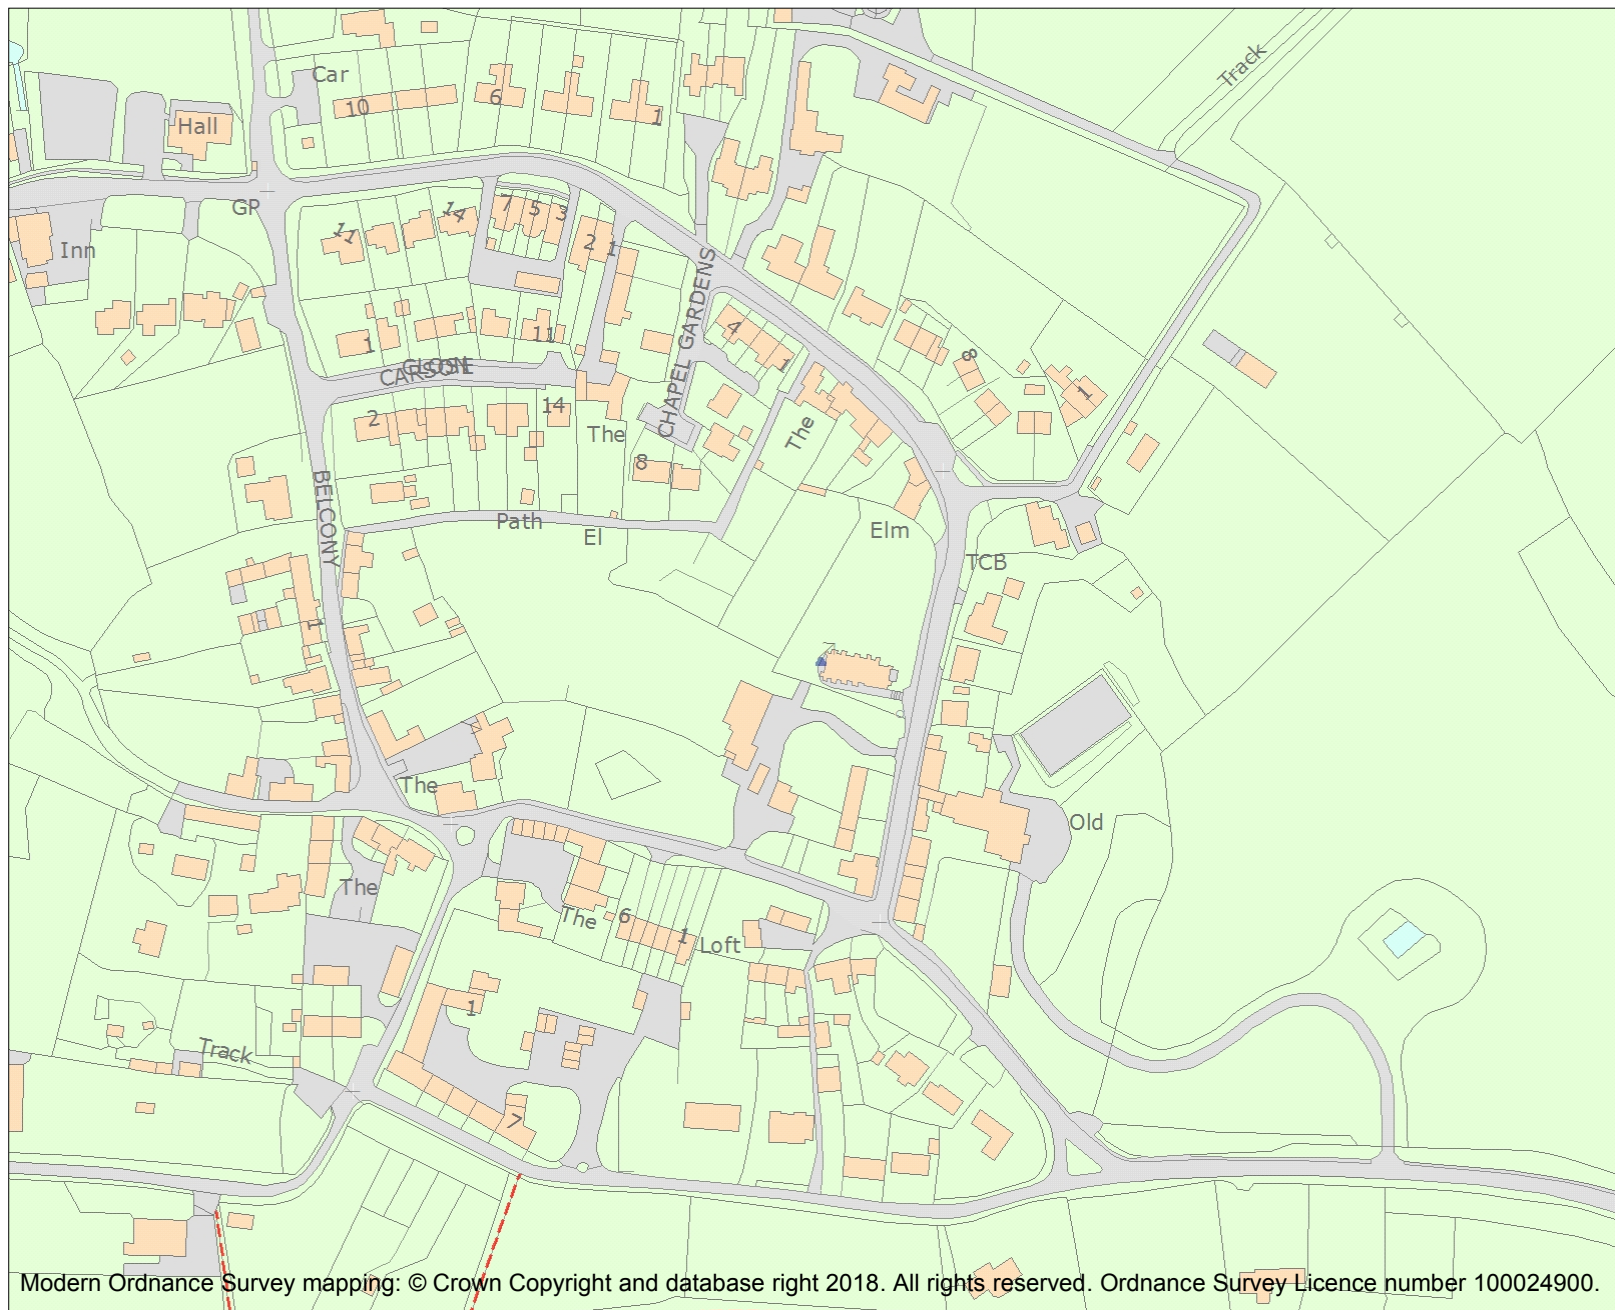 Track
Car
10
6
1
Hall
GP
Inn
11
14
7
5
3
2
1
CHAPEL GARDENS
4
1
1
11
CARSON
CLOSE
2
14
The
8
The
8
1
BELCONY
Path
El
Elm
TCB
1
The
Old
The
The
6
1
Loft
1
Track
7
Modern Ordnance Survey mapping: © Crown Copyright and database right 2018. All rights reserved. Ordnance Survey Licence number 100024900.